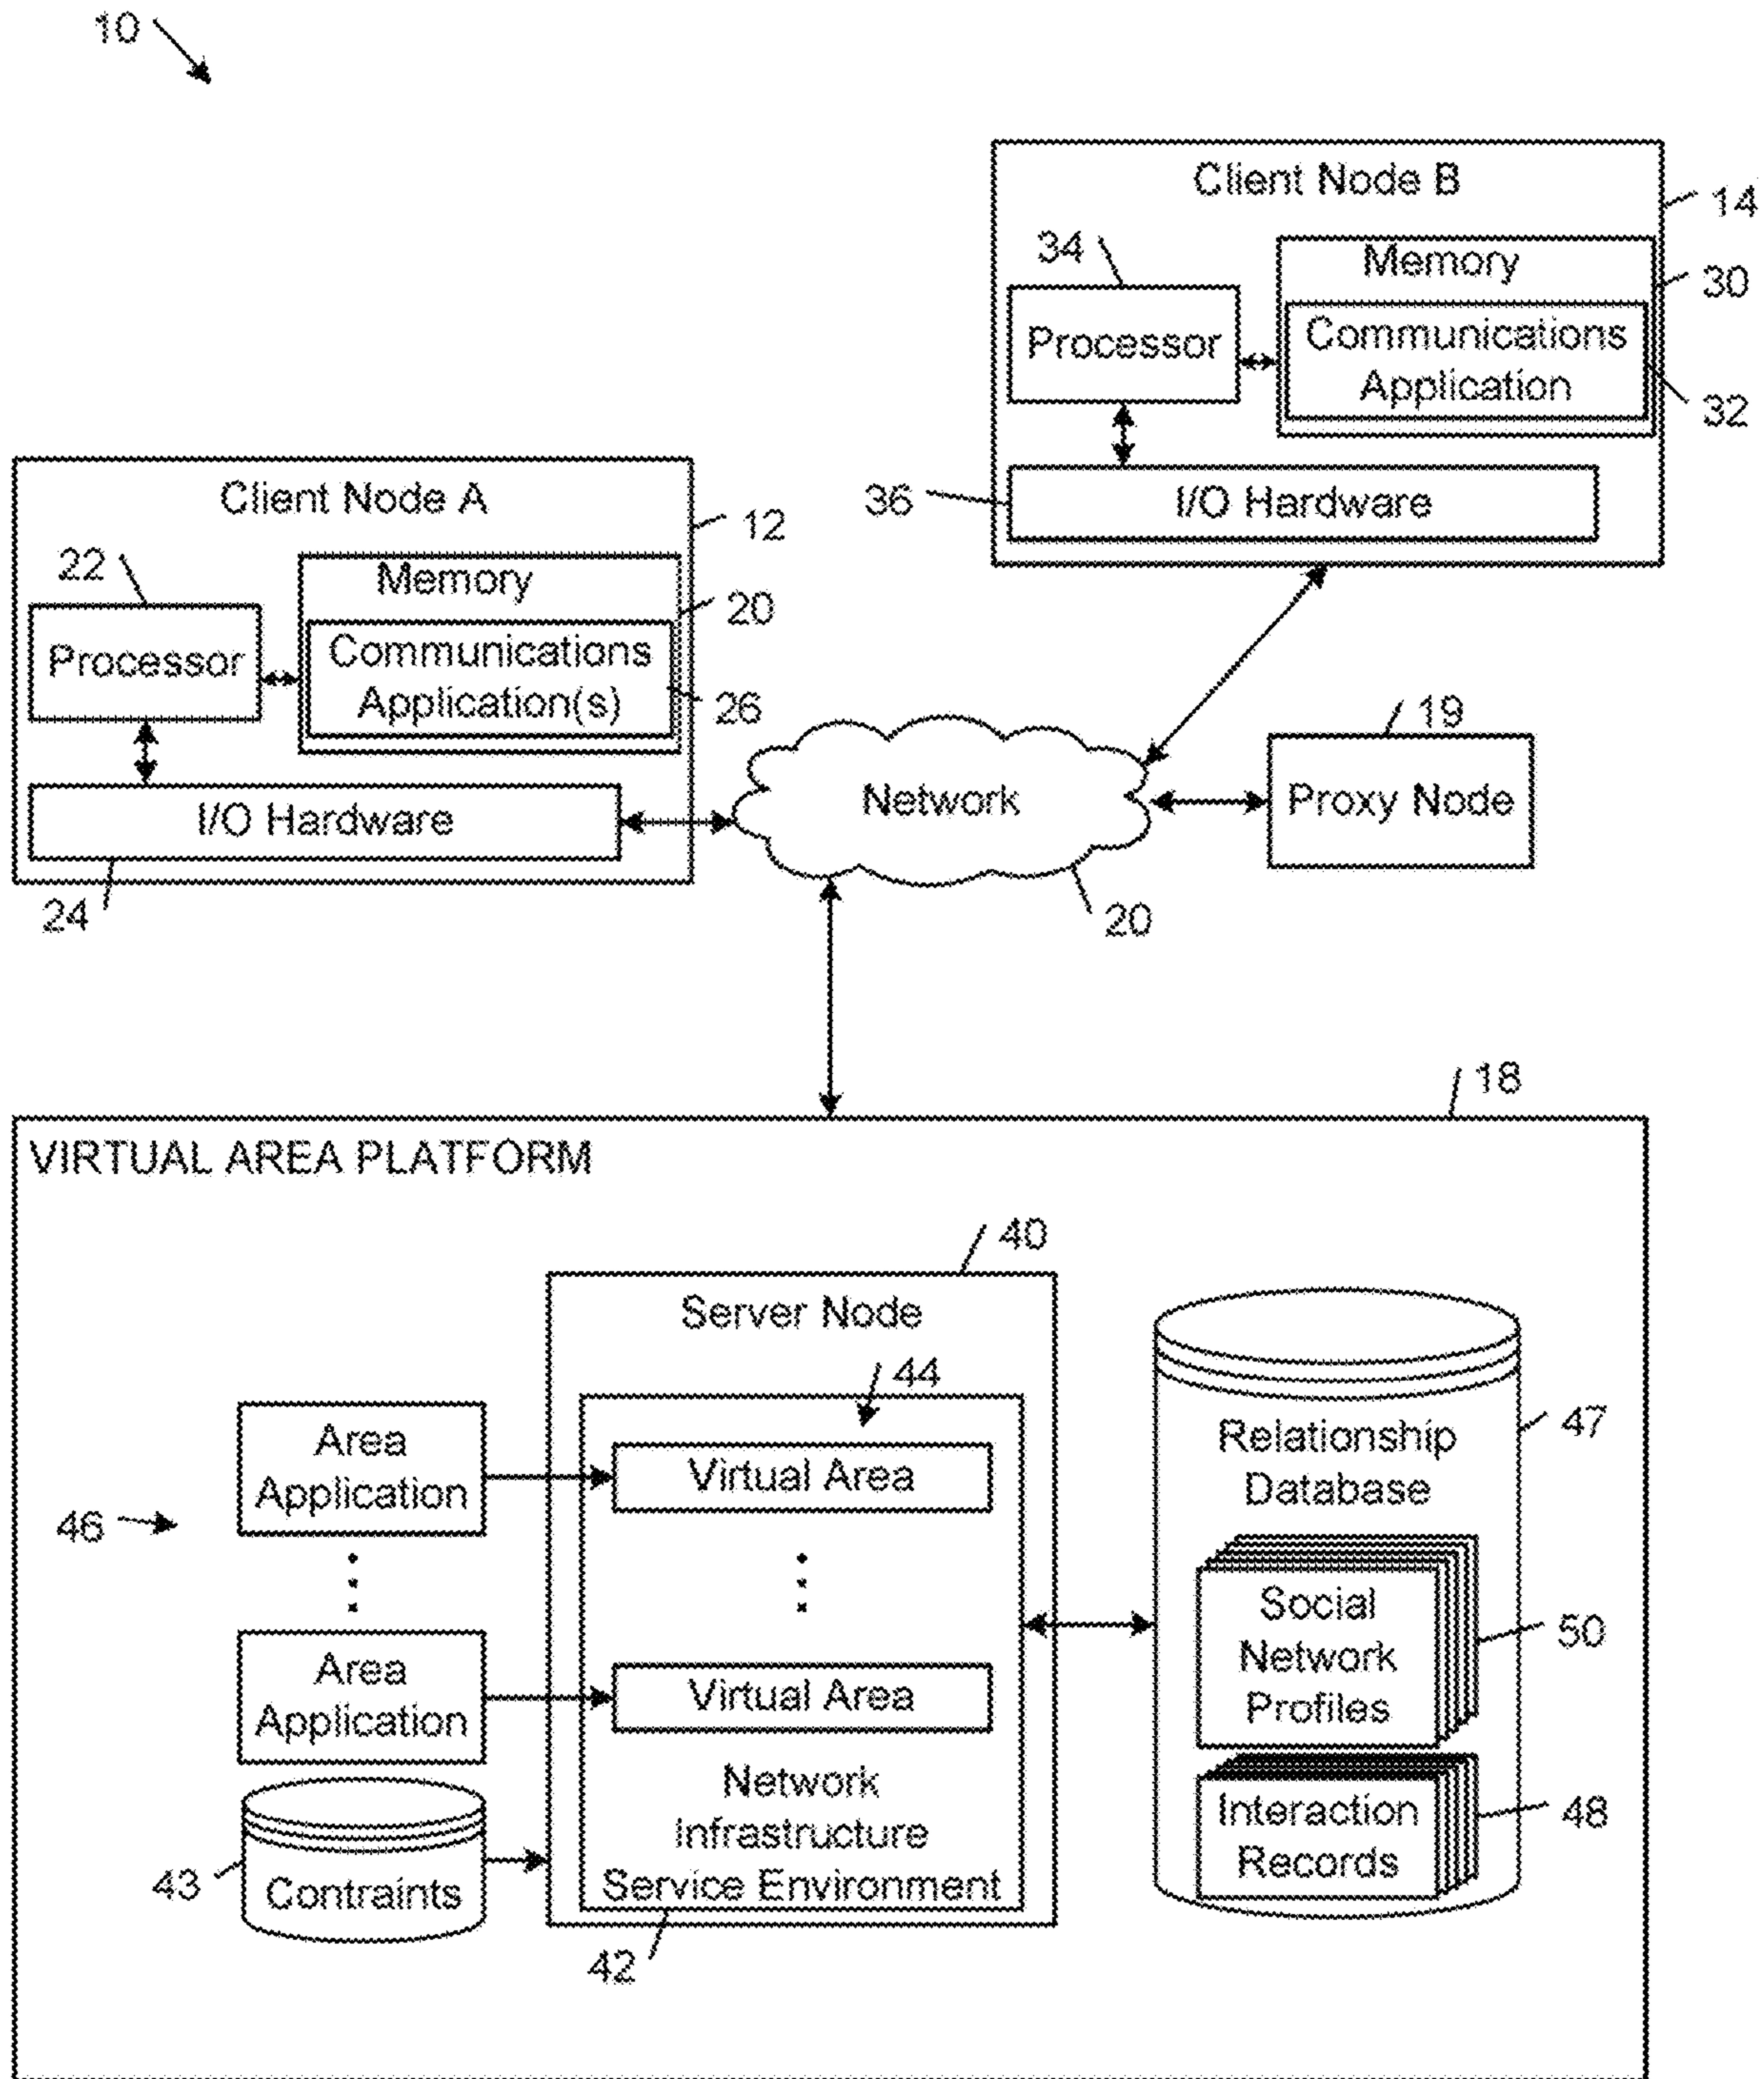 10
Client Node B
14
34
Memory
30
Processor
Communications
Application
32
36
I/O Hardware
Client Node A
12
22
Memory
20
Processor
Communications
Application(s)
26
I/O Hardware
24
Network
20
19
Proxy Node
18
VIRTUAL AREA PLATFORM
40
Server Node
44
Area
Application
Virtual Area
46
Area
Application
Virtual Area
Network
Infrastructure
Service Environment
42
43
Contraints
47
Relationship
Database
Social
Network
Profiles
50
Interaction
Records
48